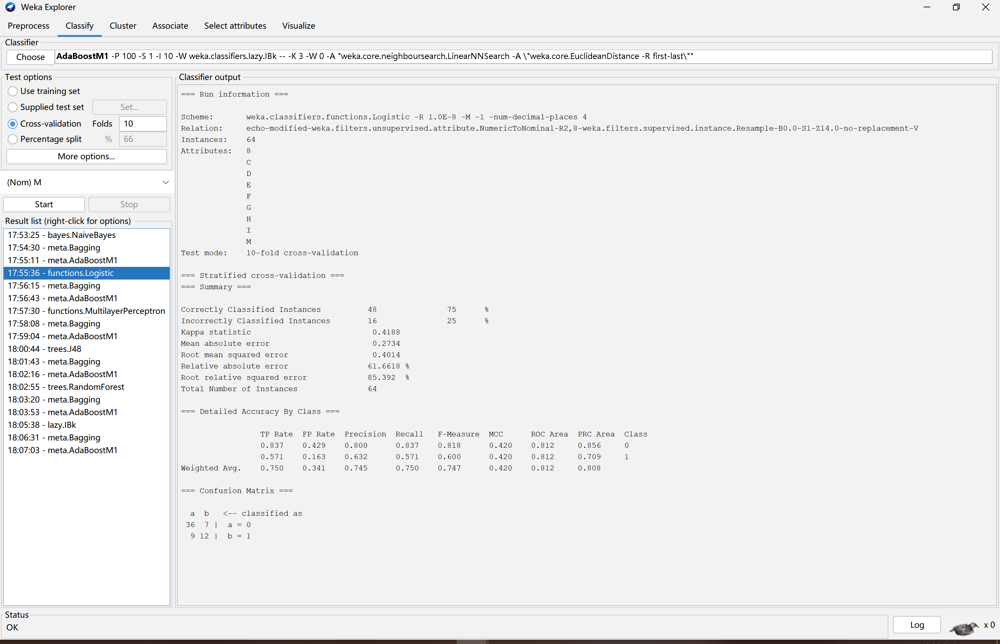 Weka Explorer
Preprocess Classify Cluster Associate Select attributes Visualize
Classifier
Choose AdaBoostM1 -P 100 -S 1 -I 10 -W weka.classifiers.lazy.IBk -- -K 3 -W 0 -A "weka.core.neighboursearch.LinearNNSearch -A \"weka.core.EuclideanDistance -R first-last\""
Test options
Use training set
Supplied test set Set...
Cross-validation Folds 10
Percentage split % 66
More options...
(Nom) M
Start Stop
Result list (right-click for options)
17:53:25 - bayes.NaiveBayes
17:54:30 - meta.Bagging
17:55:11 - meta.AdaBoostM1
17:55:36 - functions.Logistic
17:56:15 - meta.Bagging
17:56:43 - meta.AdaBoostM1
17:57:30 - functions.MultilayerPerceptron
17:58:08 - meta.Bagging
17:59:04 - meta.AdaBoostM1
18:00:44 - trees.J48
18:01:43 - meta.Bagging
18:02:16 - meta.AdaBoostM1
18:02:55 - trees.RandomForest
18:03:20 - meta.Bagging
18:03:53 - meta.AdaBoostM1
18:05:38 - lazy.IBk
18:06:31 - meta.Bagging
18:07:03 - meta.AdaBoostM1
Classifier output
=== Run information ===
Scheme: weka.classifiers.functions.Logistic -R 1.0E-8 -M -1 -num-decimal-places 4
Relation: echo-modified-weka.filters.unsupervised.attribute.NumericToNominal-R2,8-weka.filters.supervised.instance.Resample-B0.0-S1-Z14.0-no-replacement-V
Instances: 64
Attributes: 8
C
D
E
F
G
H
I
M
Test mode: 10-fold cross-validation
=== Stratified cross-validation ===
=== Summary ===
Correctly Classified Instances 48 75 %
Incorrectly Classified Instances 16 25 %
Kappa statistic 0.4188
Mean absolute error 0.2734
Root mean squared error 0.4014
Relative absolute error 61.6618 %
Root relative squared error 85.392 %
Total Number of Instances 64
=== Detailed Accuracy By Class ===
TP Rate FP Rate Precision Recall F-Measure MCC ROC Area PRC Area Class
0.837 0.429 0.800 0.837 0.818 0.420 0.812 0.856 0
0.571 0.163 0.632 0.571 0.600 0.420 0.812 0.709 1
Weighted Avg. 0.750 0.341 0.745 0.750 0.747 0.420 0.812 0.808
=== Confusion Matrix ===
a b <-- classified as
36 7 | a = 0
9 12 | b = 1
Status
OK
Log x 0